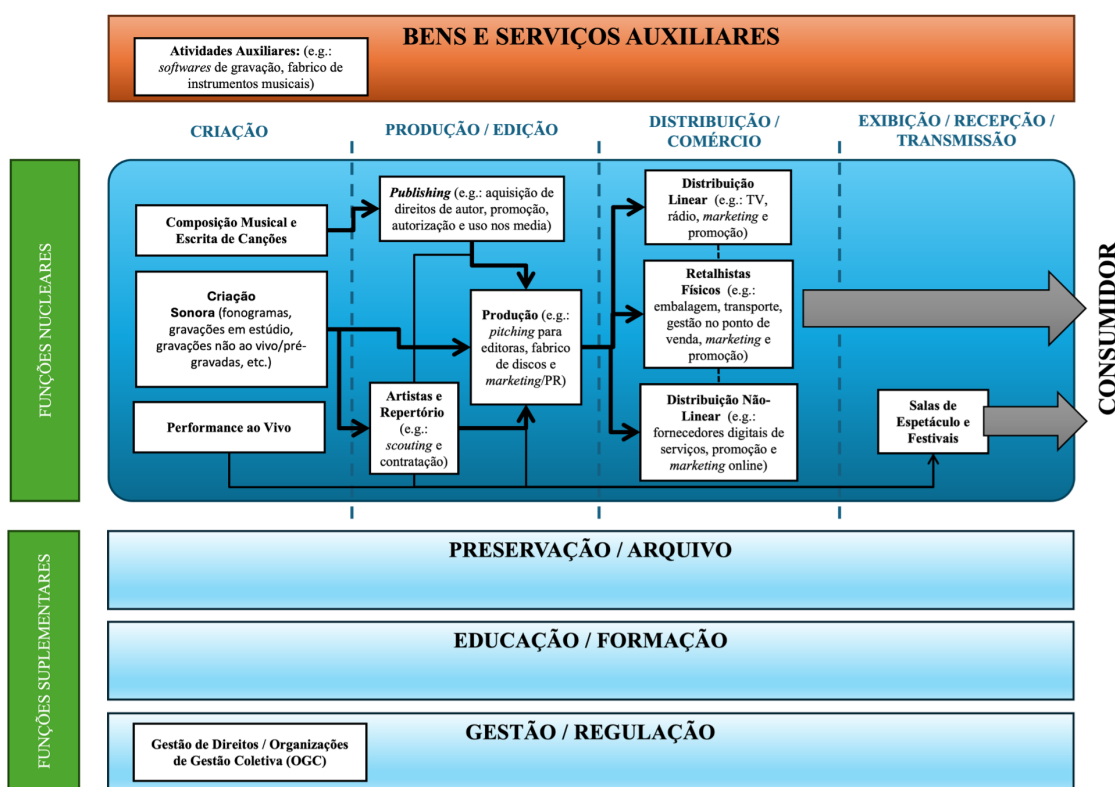 BENS E SERVIÇOS AUXILIARES
Atividades Auxiliares: (e.g.:
softwares de gravação, fabrico de
instrumentos musicais)
CRIAÇÃO
PRODUÇÃO / EDIÇÃO
DISTRIBUIÇÃO /
COMÉRCIO
EXIBIÇÃO / RECEPÇÃO /
TRANSMISSÃO
FUNÇÕES NUCLEARES
Composição Musical e
Escrita de Canções
Criação
Sonora (fonogramas,
gravações em estúdio,
gravações não ao vivo/pré-
gravadas, etc.)
Performance ao Vivo
Publishing (e.g.: aquisição de
direitos de autor, promoção,
autorização e uso nos media)
Produção (e.g.:
pitching para
editoras, fabrico
de discos e
marketing/PR)
Artistas e
Repertório
(e.g.:
scouting e
contratação)
Distribuição
Linear (e.g.: TV,
rádio, marketing e
promoção)
Retalhistas
Físicos (e.g.:
embalagem, transporte,
gestão no ponto de
venda, marketing e
promoção)
Distribuição Não-
Linear (e.g.:
fornecedores digitais de
serviços, promoção e
marketing online)
Salas de
Espetáculo e
Festivais
CONSUMIDOR
FUNÇÕES SUPLEMENTARES
PRESERVAÇÃO / ARQUIVO
EDUCAÇÃO / FORMAÇÃO
GESTÃO / REGULAÇÃO
Gestão de Direitos / Organizações
de Gestão Coletiva (OGC)